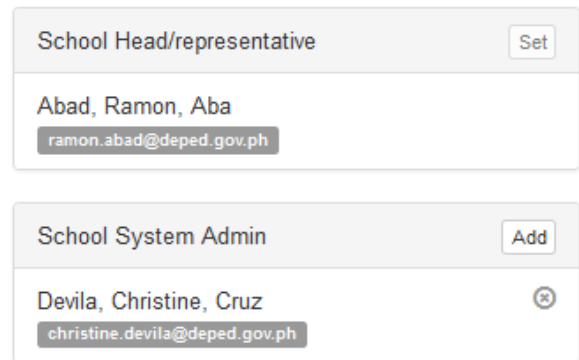 School Head/representative Set
Abad, Ramon, Aba
ramon.abad@deped.gov.ph
School System Admin Add
Devila, Christine, Cruz
christine.devila@deped.gov.ph